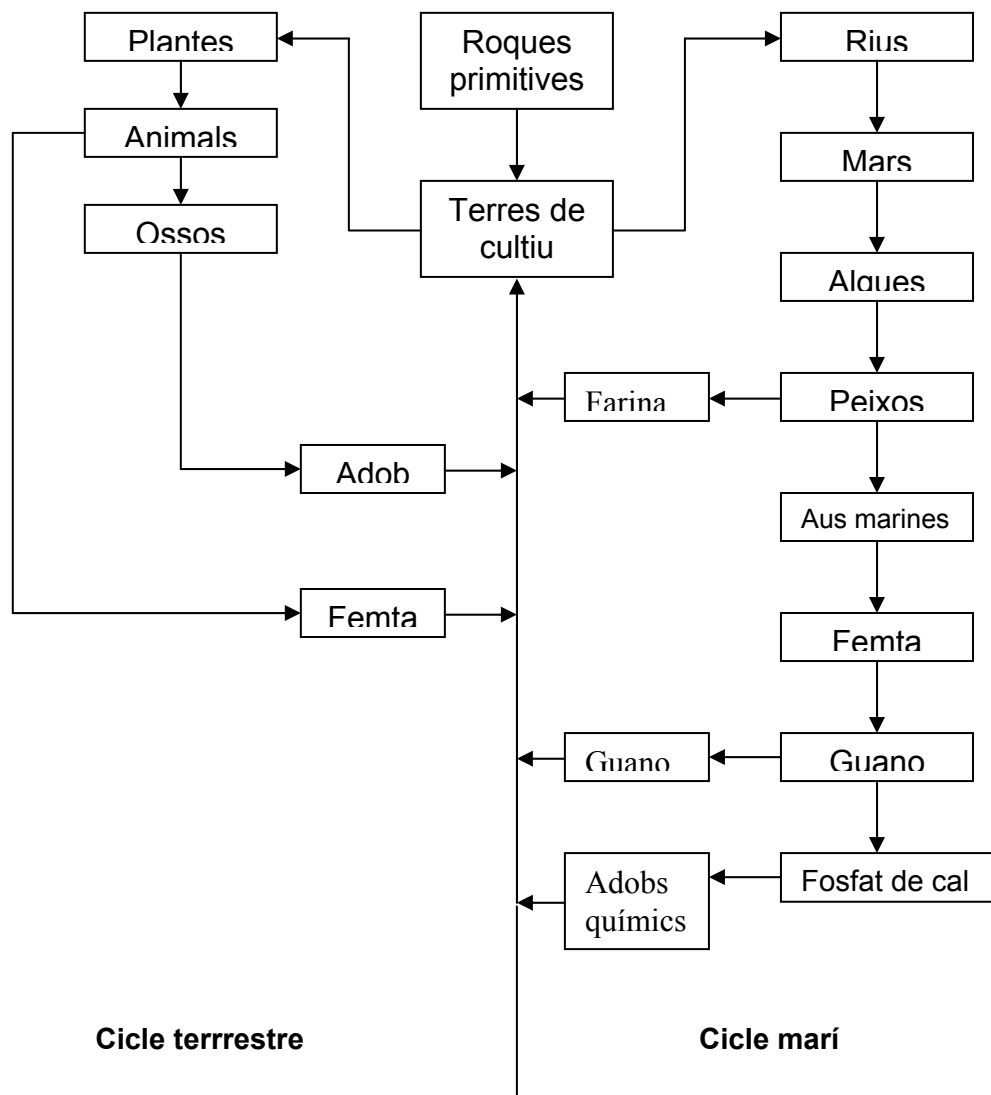 Plantes
Roques
primitives
Rius
Animals
Mars
Terres de
cultiu
Ossos
Algues
Farina
Peixos
Adob
Aus marines
Femta
Femta
Guano
Guano
Adobs
químics
Fosfat de cal
Cicle terrrestre
Cicle marí